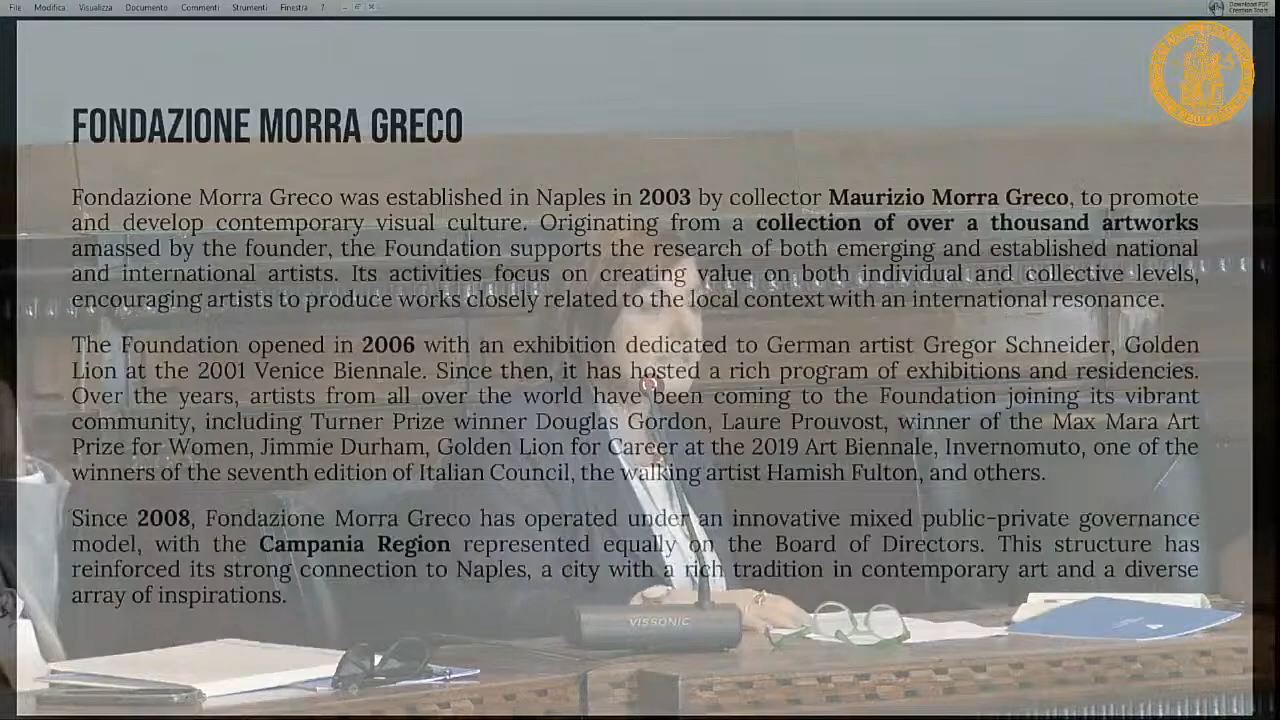 File Modifica Visualizza Documento Commenti Strumenti Finestra ?
Download PDF
Creation Tools
FONDAZIONE MORRA GRECO
Fondazione Morra Greco was established in Naples in 2003 by collector Maurizio Morra Greco, to promote
and develop contemporary visual culture. Originating from a collection of over a thousand artworks
amassed by the founder, the Foundation supports the research of both emerging and established national
and international artists. Its activities focus on creating value on both individual and collective levels,
encouraging artists to produce works closely related to the local context with an international resonance.
The Foundation opened in 2006 with an exhibition dedicated to German artist Gregor Schneider, Golden
Lion at the 2001 Venice Biennale. Since then, it has hosted a rich program of exhibitions and residencies.
Over the years, artists from all over the world have been coming to the Foundation joining its vibrant
community, including Turner Prize winner Douglas Gordon, Laure Prouvost, winner of the Max Mara Art
Prize for Women, Jimmie Durham, Golden Lion for Career at the 2019 Art Biennale, Invernomuto, one of the
winners of the seventh edition of Italian Council, the walking artist Hamish Fulton, and others.
Since 2008, Fondazione Morra Greco has operated under an innovative mixed public-private governance
model, with the Campania Region represented equally on the Board of Directors. This structure has
reinforced its strong connection to Naples, a city with a rich tradition in contemporary art and a diverse
array of inspirations.
VISSONIC